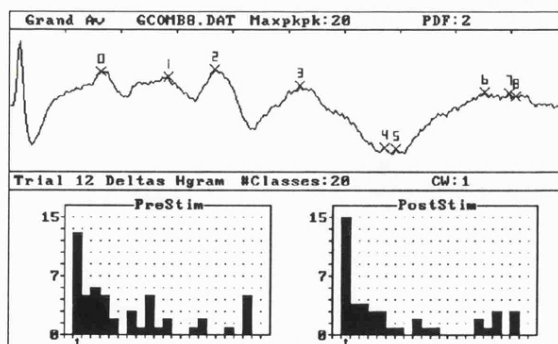 Grand Av GCOMB8.DAT Maxpkpk:20 PDF:2
0 1 2 3 4 5 6 7 8
Trial 12 Deltas Hgram #Classes:20 CW:1
PreStim PostStim
15 15
7 7
0 0
1 1